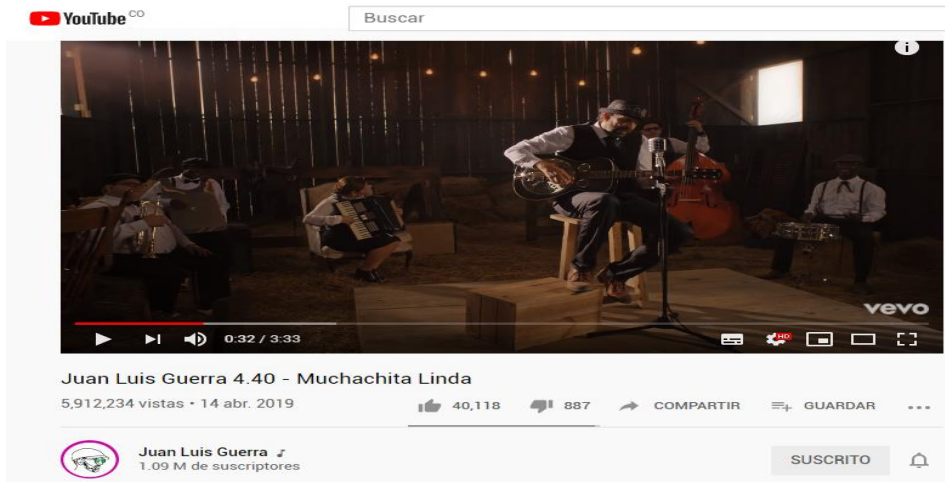 YouTube CO
Buscar
i
vevo
0:32 / 3:33
HD
Juan Luis Guerra 4.40 - Muchachita Linda
5,912,234 vistas • 14 abr. 2019
40,118 887 COMPARTIR GUARDAR
Juan Luis Guerra ♪
1.09 M de suscriptores
SUSCRITO